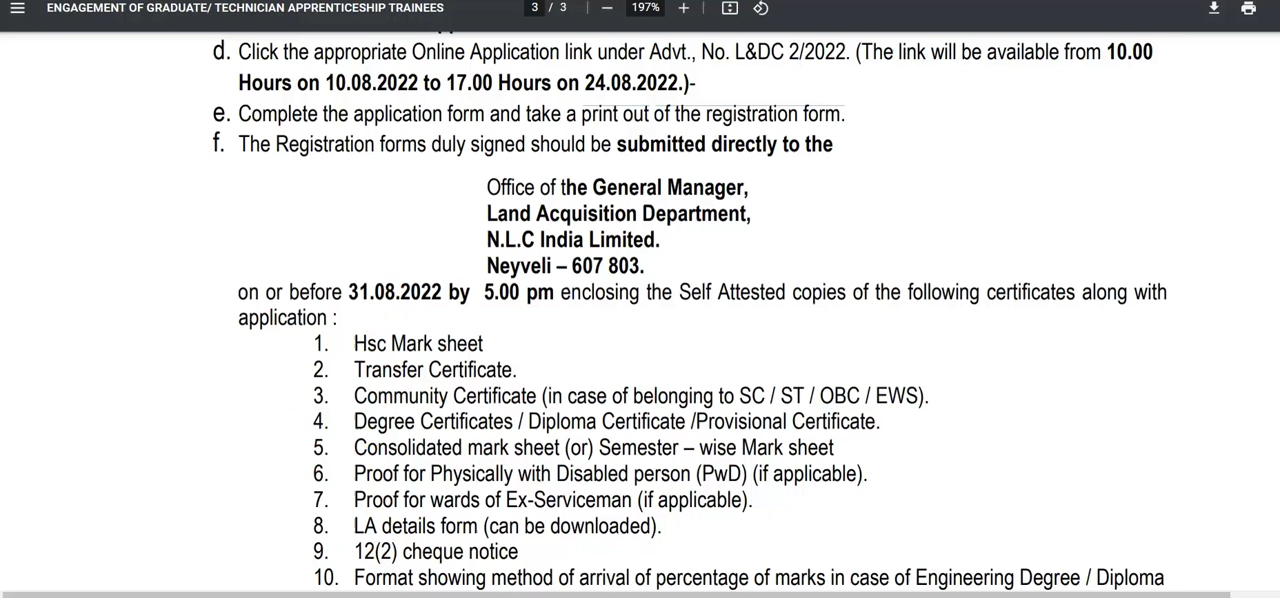 ENGAGEMENT OF GRADUATE/ TECHNICIAN APPRENTICESHIP TRAINEES 3 / 3 197%
d. Click the appropriate Online Application link under Advt., No. L&DC 2/2022. (The link will be available from 10.00
Hours on 10.08.2022 to 17.00 Hours on 24.08.2022.)-
e. Complete the application form and take a print out of the registration form.
f. The Registration forms duly signed should be submitted directly to the
Office of the General Manager,
Land Acquisition Department,
N.L.C India Limited.
Neyveli – 607 803.
on or before 31.08.2022 by 5.00 pm enclosing the Self Attested copies of the following certificates along with
application :
1. Hsc Mark sheet
2. Transfer Certificate.
3. Community Certificate (in case of belonging to SC / ST / OBC / EWS).
4. Degree Certificates / Diploma Certificate /Provisional Certificate.
5. Consolidated mark sheet (or) Semester – wise Mark sheet
6. Proof for Physically with Disabled person (PwD) (if applicable).
7. Proof for wards of Ex-Serviceman (if applicable).
8. LA details form (can be downloaded).
9. 12(2) cheque notice
10. Format showing method of arrival of percentage of marks in case of Engineering Degree / Diploma